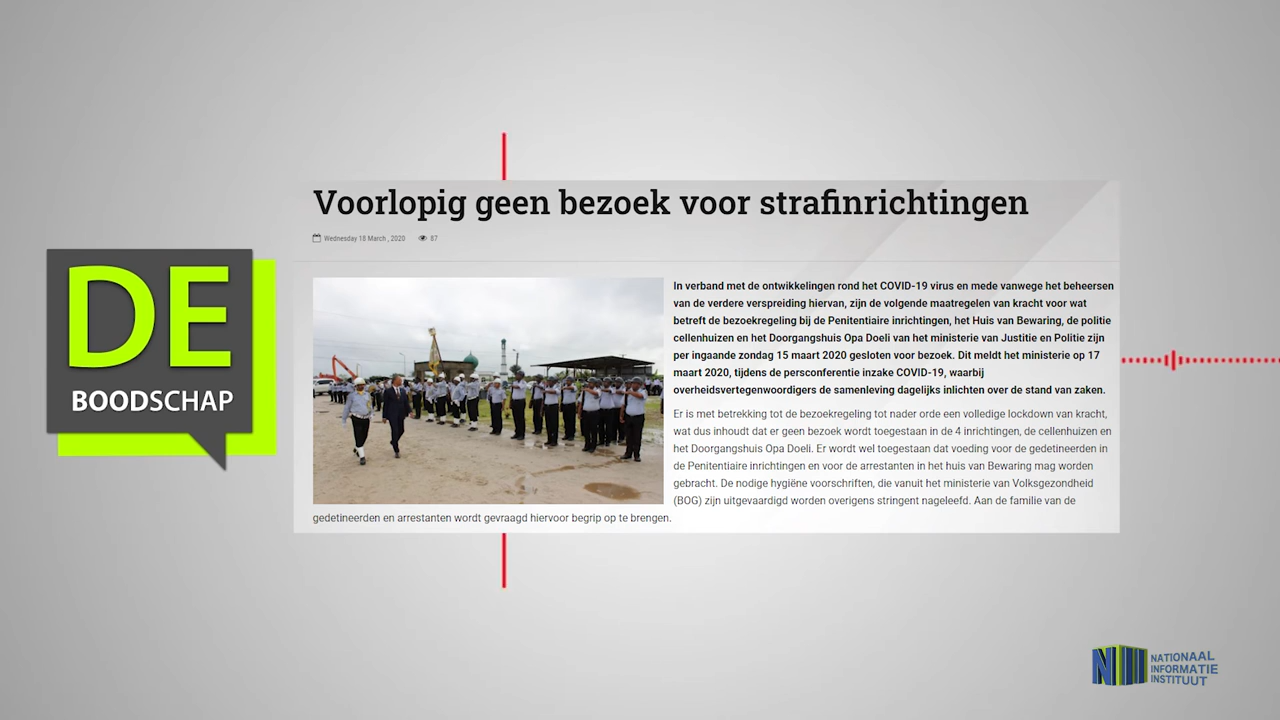 DE
BOODSCHAP
Voorlopig geen bezoek voor strafinrichtingen
Wednesday 18 March , 2020 87
In verband met de ontwikkelingen rond het COVID-19 virus en mede vanwege het beheersen
van de verdere verspreiding hiervan, zijn de volgende maatregelen van kracht voor wat
betreft de bezoekregeling bij de Penitentiaire inrichtingen, het Huis van Bewaring, de politie
cellenhuizen en het Doorgangshuis Opa Doeli van het ministerie van Justitie en Politie zijn
per ingaande zondag 15 maart 2020 gesloten voor bezoek. Dit meldt het ministerie op 17
maart 2020, tijdens de persconferentie inzake COVID-19, waarbij
overheidsvertegenwoordigers de samenleving dagelijks inlichten over de stand van zaken.
Er is met betrekking tot de bezoekregeling tot nader orde een volledige lockdown van kracht,
wat dus inhoudt dat er geen bezoek wordt toegestaan in de 4 inrichtingen, de cellenhuizen en
het Doorgangshuis Opa Doeli. Er wordt wel toegestaan dat voeding voor de gedetineerden in
de Penitentiaire inrichtingen en voor de arrestanten in het huis van Bewaring mag worden
gebracht. De nodige hygiëne voorschriften, die vanuit het ministerie van Volksgezondheid
(BOG) zijn uitgevaardigd worden overigens stringent nageleefd. Aan de familie van de
gedetineerden en arrestanten wordt gevraagd hiervoor begrip op te brengen.
NII NATIONAAL
INFORMATIE
INSTITUUT